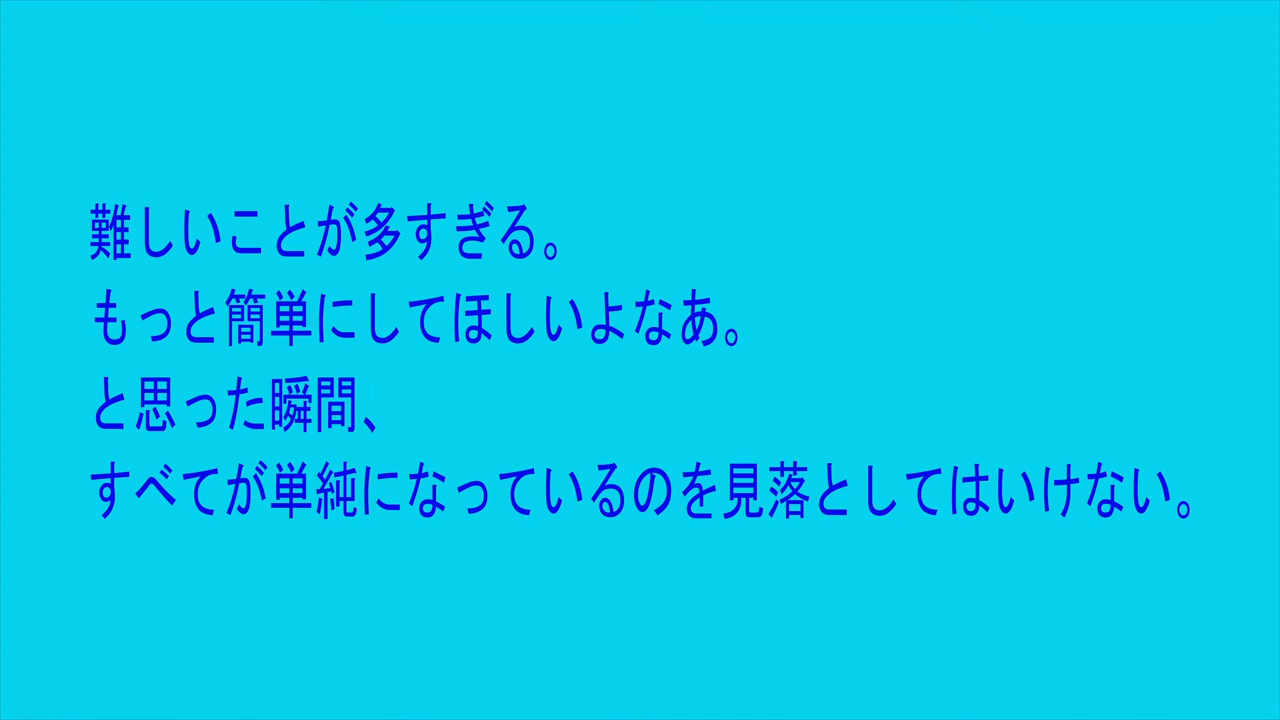 難しいことが多すぎる。
もっと簡単にしてほしいよなあ。
と思った瞬間、
すべてが単純になっているのを見落としてはいけない。